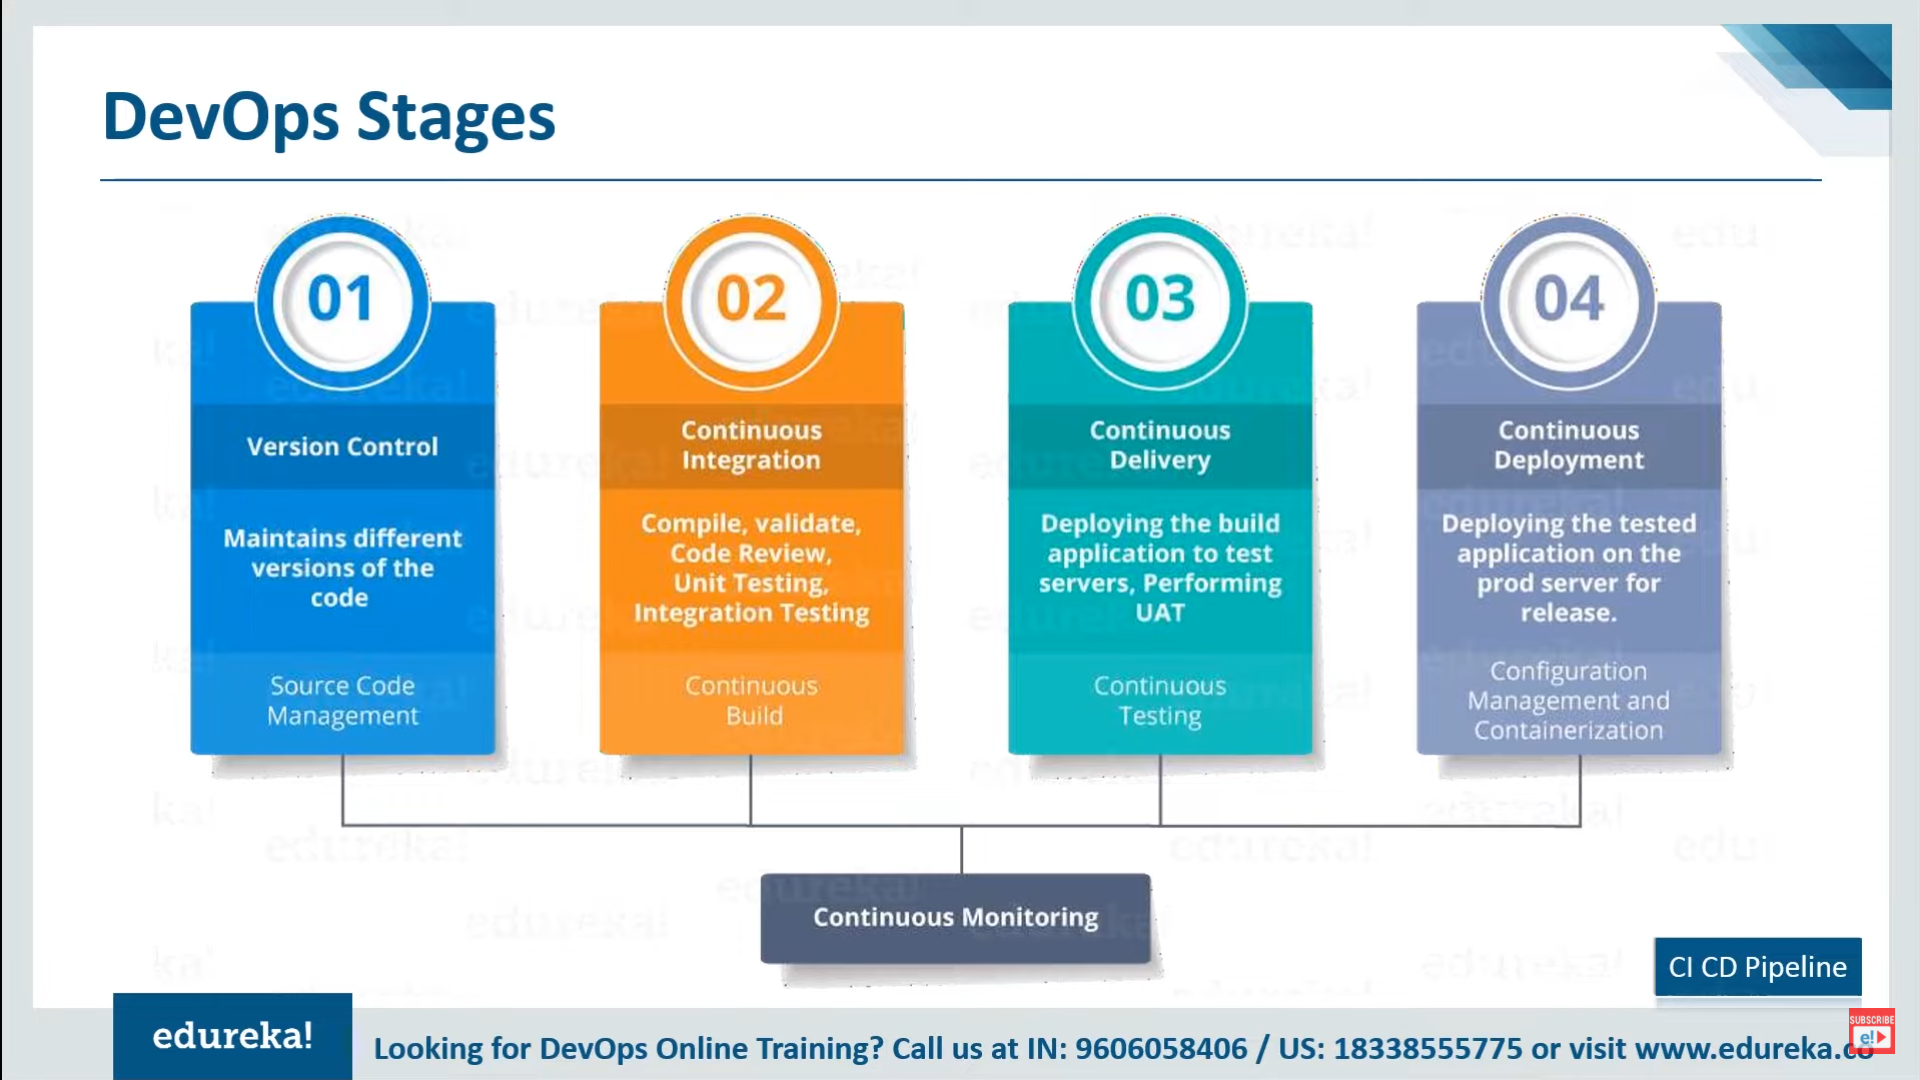 DevOps Stages
01
Version Control
Maintains different
versions of the
code
Source Code
Management
02
Continuous
Integration
Compile, validate,
Code Review,
Unit Testing,
Integration Testing
Continuous
Build
03
Continuous
Delivery
Deploying the build
application to test
servers, Performing
UAT
Continuous
Testing
04
Continuous
Deployment
Deploying the tested
application on the
prod server for
release.
Configuration
Management and
Containerization
Continuous Monitoring
CI CD Pipeline
SUBSCRIBE
e!
edureka!
Looking for DevOps Online Training? Call us at IN: 9606058406 / US: 18338555775 or visit